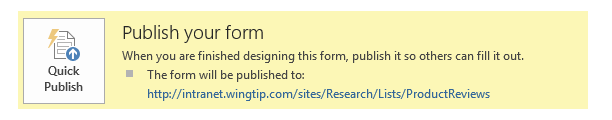 Quick
Publish
Publish your form
When you are finished designing this form, publish it so others can fill it out.
The form will be published to:
http://intranet.wingtip.com/sites/Research/Lists/ProductReviews